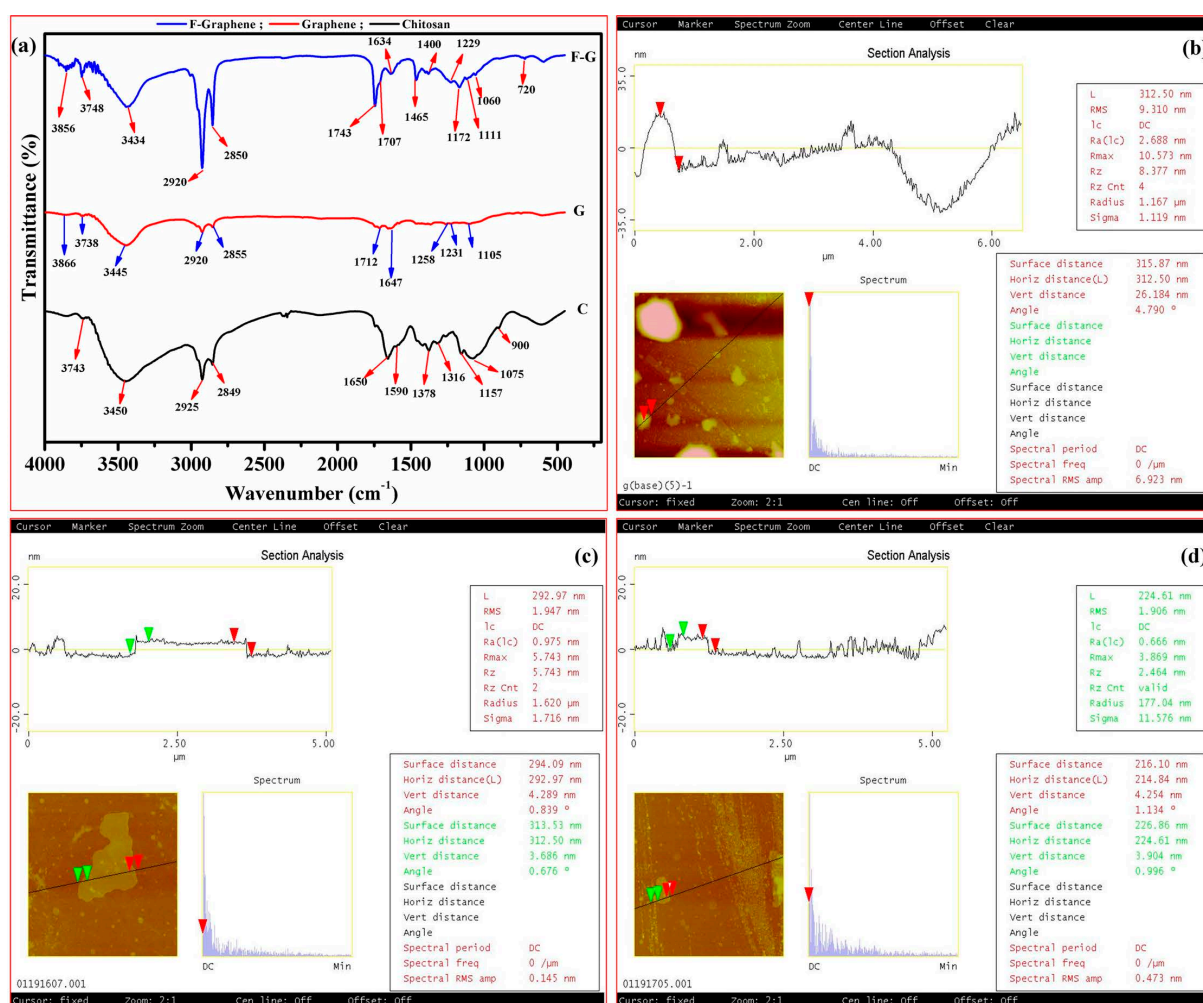 F-Graphene ; Graphene ; Chitosan
(a)
F-G
3856
3748
3434
2920
2850
1743
1707
1634
1465
1400
1229
1172
1111
1060
720
G
3866
3738
3445
2920
2855
1712
1647
1258
1231
1105
C
3743
3450
2925
2849
1650
1590
1378
1316
1157
1075
900
Transmittance (%)
4000 3500 3000 2500 2000 1500 1000 500
Wavenumber (cm-1)
Cursor Marker Spectrum Zoom Center Line Offset Clear
(b)
Section Analysis
nm
35.0
0
-35.0
0 2.00 4.00 6.00
µm
L 312.50 nm
RMS 9.310 nm
lc DC
Ra(lc) 2.688 nm
Rmax 10.573 nm
Rz 8.377 nm
Rz Cnt 4
Radius 1.167 µm
Sigma 1.119 nm
Spectrum
DC Min
Surface distance 315.87 nm
Horiz distance(L) 312.50 nm
Vert distance 26.184 nm
Angle 4.790 º
Surface distance
Horiz distance
Vert distance
Angle
Surface distance
Horiz distance
Vert distance
Angle
Spectral period DC
Spectral freq 0 /µm
Spectral RMS amp 6.923 nm
g(base)(5)-1
Cursor: fixed Zoom: 2:1 Cen line: Off Offset: Off
Cursor Marker Spectrum Zoom Center Line Offset Clear
(c)
Section Analysis
nm
20.0
0
-20.0
0 2.50 5.00
µm
L 292.97 nm
RMS 1.947 nm
lc DC
Ra(lc) 0.975 nm
Rmax 5.743 nm
Rz 5.743 nm
Rz Cnt 2
Radius 1.620 µm
Sigma 1.716 nm
Spectrum
DC Min
Surface distance 294.09 nm
Horiz distance(L) 292.97 nm
Vert distance 4.289 nm
Angle 0.839 º
Surface distance 313.53 nm
Horiz distance 312.50 nm
Vert distance 3.686 nm
Angle 0.676 º
Surface distance
Horiz distance
Vert distance
Angle
Spectral period DC
Spectral freq 0 /µm
Spectral RMS amp 0.145 nm
01191607.001
Cursor: fixed Zoom: 2:1 Cen line: Off Offset: Off
Cursor Marker Spectrum Zoom Center Line Offset Clear
(d)
Section Analysis
nm
20.0
0
-20.0
0 2.50 5.00
µm
L 224.61 nm
RMS 1.906 nm
lc DC
Ra(lc) 0.666 nm
Rmax 3.869 nm
Rz 2.464 nm
Rz Cnt valid
Radius 177.04 nm
Sigma 11.576 nm
Spectrum
DC Min
Surface distance 216.10 nm
Horiz distance(L) 214.84 nm
Vert distance 4.254 nm
Angle 1.134 º
Surface distance 226.86 nm
Horiz distance 224.61 nm
Vert distance 3.904 nm
Angle 0.996 º
Surface distance
Horiz distance
Vert distance
Angle
Spectral period DC
Spectral freq 0 /µm
Spectral RMS amp 0.473 nm
01191705.001
Cursor: fixed Zoom: 2:1 Cen line: Off Offset: Off